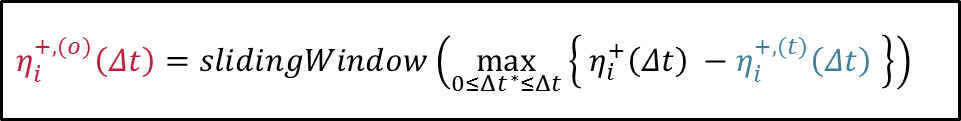 η_i^{+,(o)}(Δt) = slidingWindow ( max_{0≤Δt*≤Δt} { η_i^+(Δt) − η_i^{+,(t)}(Δt) } )